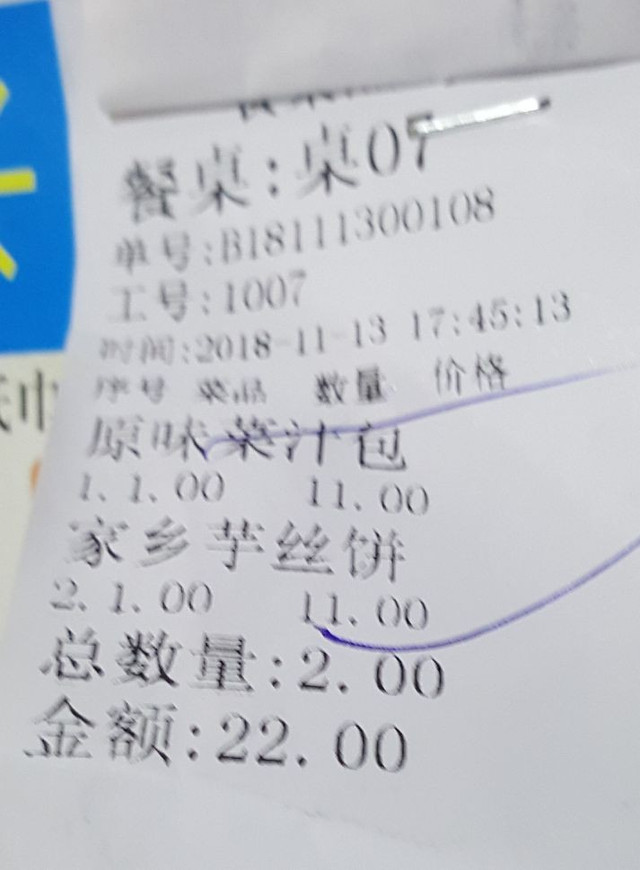 餐桌:桌07
单号:B18111300108
工号:1007
时间:2018-11-13 17:45:13
序号 菜品 数量 价格
原味菜汁包
1. 1. 00 11. 00
家乡芋丝饼
2. 1. 00 11. 00
总数量:2. 00
金额:22. 00